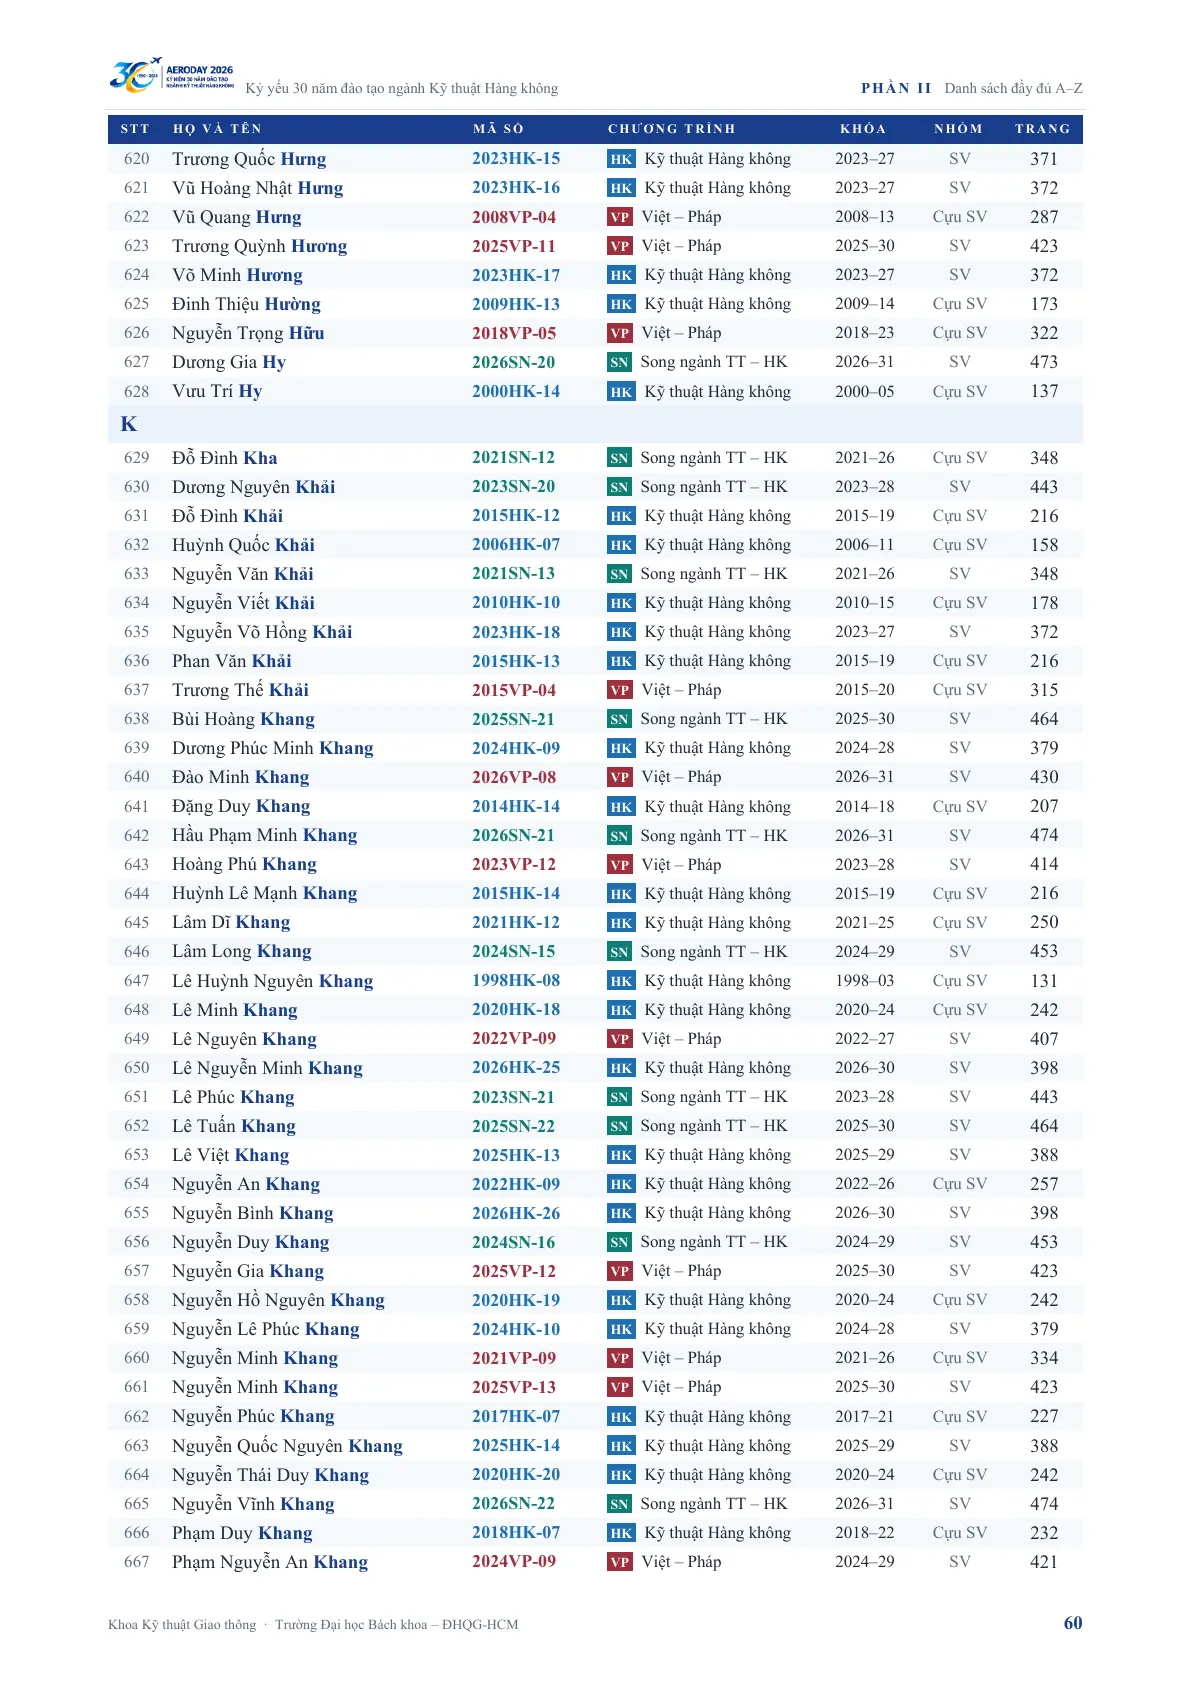 30 1996 - 2026 AERODAY 2026
KỶ NIỆM 30 NĂM ĐÀO TẠO
NGÀNH KỸ THUẬT HÀNG KHÔNG
Kỷ yếu 30 năm đào tạo ngành Kỹ thuật Hàng không PHẦN II Danh sách đầy đủ A–Z
STT HỌ VÀ TÊN MÃ SỐ CHƯƠNG TRÌNH KHÓA NHÓM TRANG
620 Trương Quốc Hưng 2023HK-15 HK Kỹ thuật Hàng không 2023–27 SV 371
621 Vũ Hoàng Nhật Hưng 2023HK-16 HK Kỹ thuật Hàng không 2023–27 SV 372
622 Vũ Quang Hưng 2008VP-04 VP Việt – Pháp 2008–13 Cựu SV 287
623 Trương Quỳnh Hương 2025VP-11 VP Việt – Pháp 2025–30 SV 423
624 Võ Minh Hương 2023HK-17 HK Kỹ thuật Hàng không 2023–27 SV 372
625 Đinh Thiệu Hường 2009HK-13 HK Kỹ thuật Hàng không 2009–14 Cựu SV 173
626 Nguyễn Trọng Hữu 2018VP-05 VP Việt – Pháp 2018–23 Cựu SV 322
627 Dương Gia Hy 2026SN-20 SN Song ngành TT – HK 2026–31 SV 473
628 Vưu Trí Hy 2000HK-14 HK Kỹ thuật Hàng không 2000–05 Cựu SV 137
K
629 Đỗ Đình Kha 2021SN-12 SN Song ngành TT – HK 2021–26 Cựu SV 348
630 Dương Nguyên Khải 2023SN-20 SN Song ngành TT – HK 2023–28 SV 443
631 Đỗ Đình Khải 2015HK-12 HK Kỹ thuật Hàng không 2015–19 Cựu SV 216
632 Huỳnh Quốc Khải 2006HK-07 HK Kỹ thuật Hàng không 2006–11 Cựu SV 158
633 Nguyễn Văn Khải 2021SN-13 SN Song ngành TT – HK 2021–26 SV 348
634 Nguyễn Viết Khải 2010HK-10 HK Kỹ thuật Hàng không 2010–15 Cựu SV 178
635 Nguyễn Võ Hồng Khải 2023HK-18 HK Kỹ thuật Hàng không 2023–27 SV 372
636 Phan Văn Khải 2015HK-13 HK Kỹ thuật Hàng không 2015–19 Cựu SV 216
637 Trương Thế Khải 2015VP-04 VP Việt – Pháp 2015–20 Cựu SV 315
638 Bùi Hoàng Khang 2025SN-21 SN Song ngành TT – HK 2025–30 SV 464
639 Dương Phúc Minh Khang 2024HK-09 HK Kỹ thuật Hàng không 2024–28 SV 379
640 Đào Minh Khang 2026VP-08 VP Việt – Pháp 2026–31 SV 430
641 Đặng Duy Khang 2014HK-14 HK Kỹ thuật Hàng không 2014–18 Cựu SV 207
642 Hầu Phạm Minh Khang 2026SN-21 SN Song ngành TT – HK 2026–31 SV 474
643 Hoàng Phú Khang 2023VP-12 VP Việt – Pháp 2023–28 SV 414
644 Huỳnh Lê Mạnh Khang 2015HK-14 HK Kỹ thuật Hàng không 2015–19 Cựu SV 216
645 Lâm Dĩ Khang 2021HK-12 HK Kỹ thuật Hàng không 2021–25 Cựu SV 250
646 Lâm Long Khang 2024SN-15 SN Song ngành TT – HK 2024–29 SV 453
647 Lê Huỳnh Nguyên Khang 1998HK-08 HK Kỹ thuật Hàng không 1998–03 Cựu SV 131
648 Lê Minh Khang 2020HK-18 HK Kỹ thuật Hàng không 2020–24 Cựu SV 242
649 Lê Nguyên Khang 2022VP-09 VP Việt – Pháp 2022–27 SV 407
650 Lê Nguyễn Minh Khang 2026HK-25 HK Kỹ thuật Hàng không 2026–30 SV 398
651 Lê Phúc Khang 2023SN-21 SN Song ngành TT – HK 2023–28 SV 443
652 Lê Tuấn Khang 2025SN-22 SN Song ngành TT – HK 2025–30 SV 464
653 Lê Việt Khang 2025HK-13 HK Kỹ thuật Hàng không 2025–29 SV 388
654 Nguyễn An Khang 2022HK-09 HK Kỹ thuật Hàng không 2022–26 Cựu SV 257
655 Nguyễn Bình Khang 2026HK-26 HK Kỹ thuật Hàng không 2026–30 SV 398
656 Nguyễn Duy Khang 2024SN-16 SN Song ngành TT – HK 2024–29 SV 453
657 Nguyễn Gia Khang 2025VP-12 VP Việt – Pháp 2025–30 SV 423
658 Nguyễn Hồ Nguyên Khang 2020HK-19 HK Kỹ thuật Hàng không 2020–24 Cựu SV 242
659 Nguyễn Lê Phúc Khang 2024HK-10 HK Kỹ thuật Hàng không 2024–28 SV 379
660 Nguyễn Minh Khang 2021VP-09 VP Việt – Pháp 2021–26 Cựu SV 334
661 Nguyễn Minh Khang 2025VP-13 VP Việt – Pháp 2025–30 SV 423
662 Nguyễn Phúc Khang 2017HK-07 HK Kỹ thuật Hàng không 2017–21 Cựu SV 227
663 Nguyễn Quốc Nguyên Khang 2025HK-14 HK Kỹ thuật Hàng không 2025–29 SV 388
664 Nguyễn Thái Duy Khang 2020HK-20 HK Kỹ thuật Hàng không 2020–24 Cựu SV 242
665 Nguyễn Vĩnh Khang 2026SN-22 SN Song ngành TT – HK 2026–31 SV 474
666 Phạm Duy Khang 2018HK-07 HK Kỹ thuật Hàng không 2018–22 Cựu SV 232
667 Phạm Nguyễn An Khang 2024VP-09 VP Việt – Pháp 2024–29 SV 421
Khoa Kỹ thuật Giao thông · Trường Đại học Bách khoa – ĐHQG-HCM 60